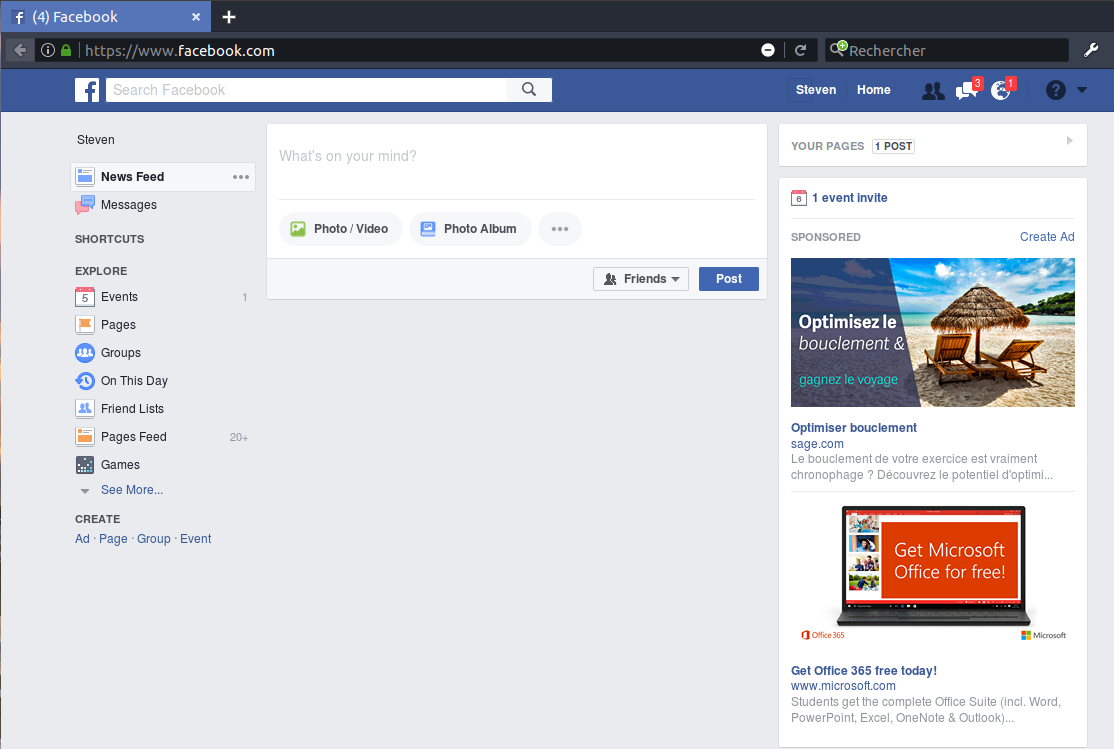 (4) Facebook
https://www.facebook.com
Rechercher
Search Facebook
Steven
Home
3
1
?
Steven
News Feed
Messages
SHORTCUTS
EXPLORE
5
Events
1
Pages
Groups
On This Day
Friend Lists
Pages Feed
20+
Games
See More...
CREATE
Ad · Page · Group · Event
What's on your mind?
Photo / Video
Photo Album
Friends
Post
YOUR PAGES 1 POST
6
1 event invite
SPONSORED
Create Ad
Optimisez le
bouclement &
gagnez le voyage
Optimiser bouclement
sage.com
Le bouclement de votre exercice est vraiment
chronophage ? Découvrez le potentiel d'optimi...
Get Microsoft
Office for free!
Office 365
Microsoft
Get Office 365 free today!
www.microsoft.com
Students get the complete Office Suite (incl. Word,
PowerPoint, Excel, OneNote & Outlook)...